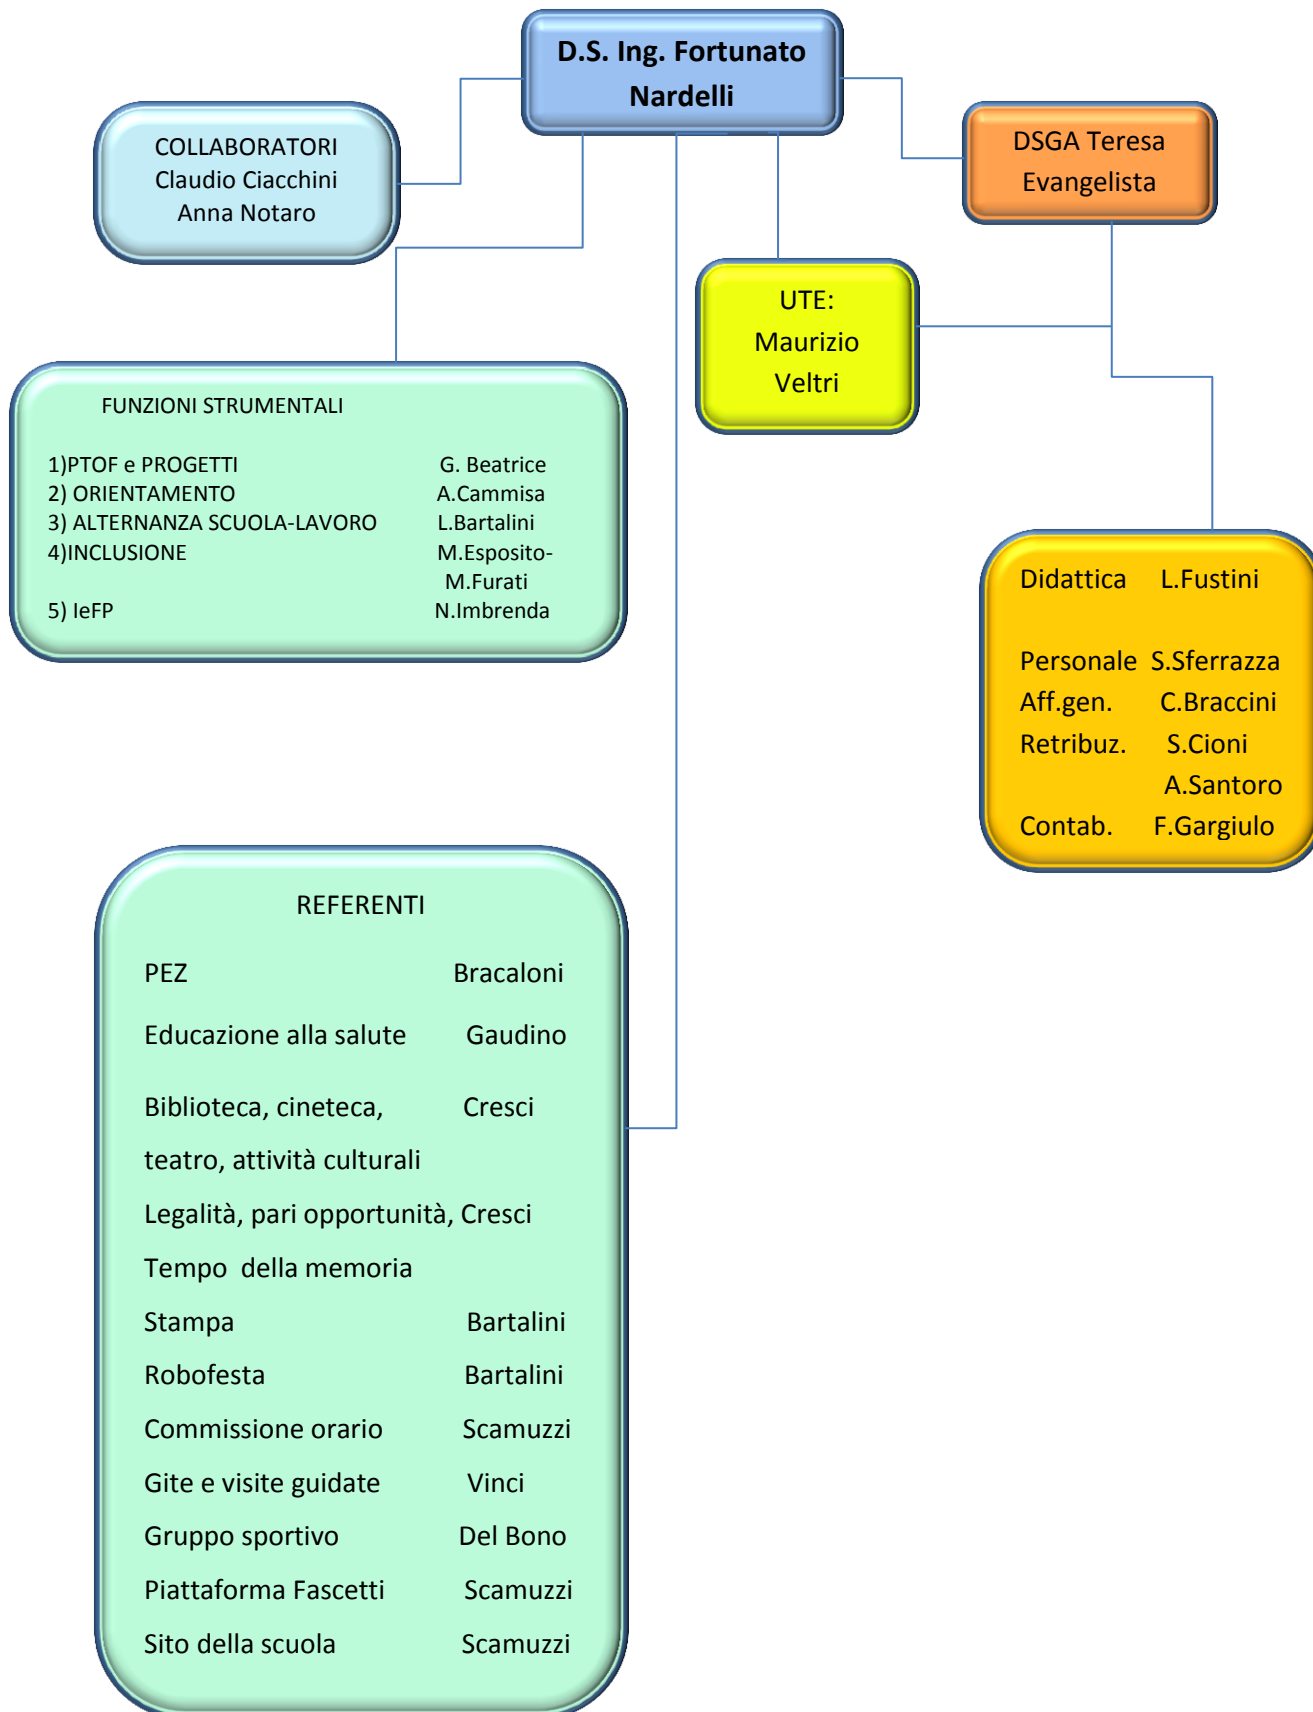 D.S. Ing. Fortunato
Nardelli
COLLABORATORI
Claudio Ciacchini
Anna Notaro
DSGA Teresa
Evangelista
UTE:
Maurizio
Veltri
FUNZIONI STRUMENTALI
1)PTOF e PROGETTI G. Beatrice
2) ORIENTAMENTO A.Cammisa
3) ALTERNANZA SCUOLA-LAVORO L.Bartalini
4)INCLUSIONE M.Esposito-
M.Furati
5) IeFP N.Imbrenda
Didattica L.Fustini
Personale S.Sferrazza
Aff.gen. C.Braccini
Retribuz. S.Cioni
A.Santoro
Contab. F.Gargiulo
REFERENTI
PEZ Bracaloni
Educazione alla salute Gaudino
Biblioteca, cineteca, Cresci
teatro, attività culturali
Legalità, pari opportunità, Cresci
Tempo della memoria
Stampa Bartalini
Robofesta Bartalini
Commissione orario Scamuzzi
Gite e visite guidate Vinci
Gruppo sportivo Del Bono
Piattaforma Fascetti Scamuzzi
Sito della scuola Scamuzzi